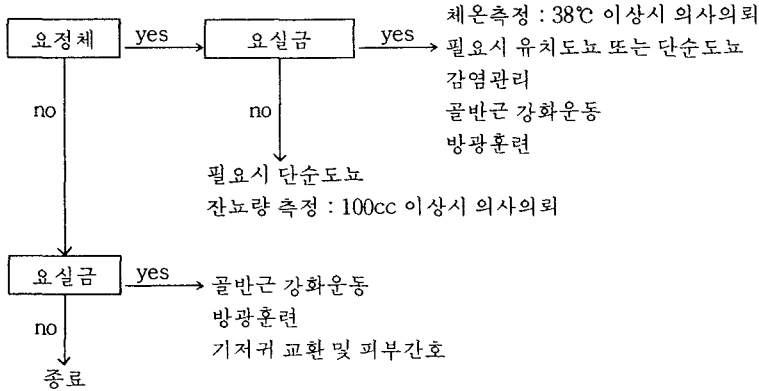 체온측정 : 38℃ 이상시 의사의뢰
요정체 yes 요실금 yes 필요시 유치도뇨 또는 단순도뇨
감염관리
no no 골반근 강화운동
방광훈련
필요시 단순도뇨
잔뇨량 측정 : 100cc 이상시 의사의뢰
요실금 yes 골반근 강화운동
방광훈련
no 기저귀 교환 및 피부간호
종료